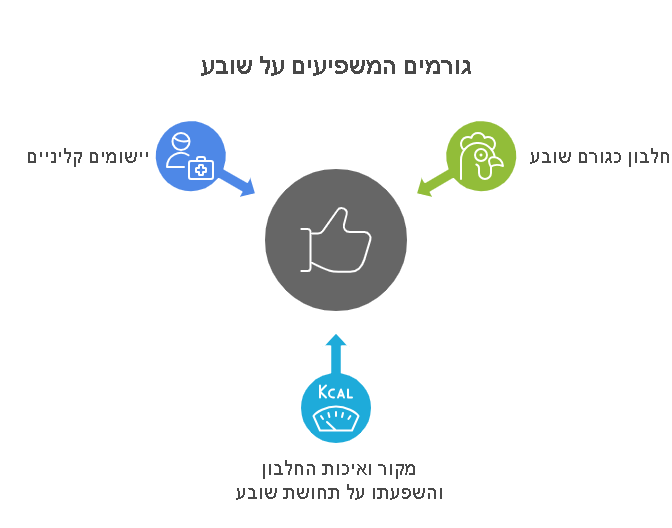 גורמים המשפיעים על שובע
חלבון כגורם שובע
יישומים קליניים
KCAL
מקור ואיכות החלבון
והשפעתו על תחושת שובע